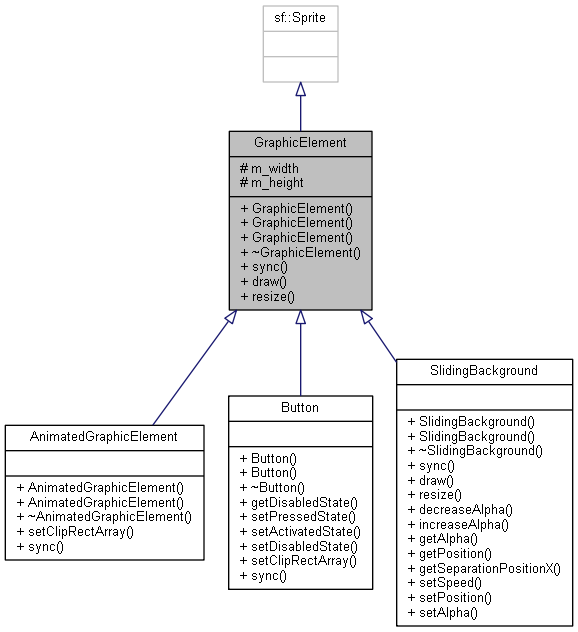 sf::Sprite
GraphicElement
# m_width
# m_height
+ GraphicElement()
+ GraphicElement()
+ GraphicElement()
+ ~GraphicElement()
+ sync()
+ draw()
+ resize()
AnimatedGraphicElement
+ AnimatedGraphicElement()
+ AnimatedGraphicElement()
+ ~AnimatedGraphicElement()
+ setClipRectArray()
+ sync()
Button
+ Button()
+ Button()
+ ~Button()
+ getDisabledState()
+ setPressedState()
+ setActivatedState()
+ setDisabledState()
+ setClipRectArray()
+ sync()
SlidingBackground
+ SlidingBackground()
+ SlidingBackground()
+ ~SlidingBackground()
+ sync()
+ draw()
+ resize()
+ decreaseAlpha()
+ increaseAlpha()
+ getAlpha()
+ getPosition()
+ getSeparationPositionX()
+ setSpeed()
+ setPosition()
+ setAlpha()